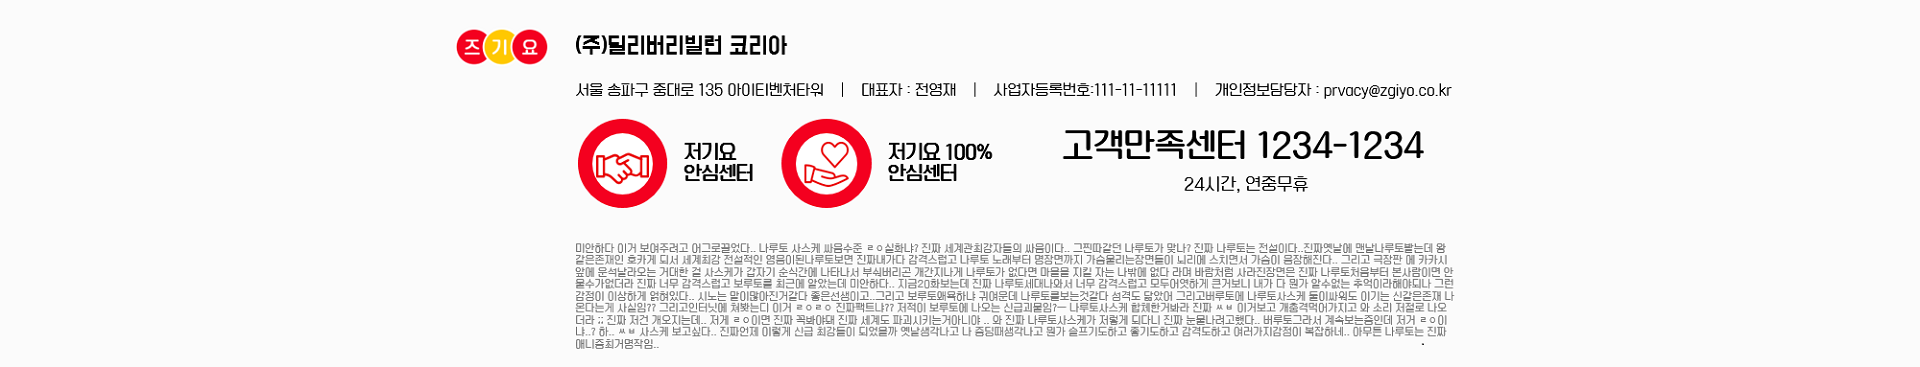 즈기요
(주)딜리버리빌런 코리아
서울 송파구 중대로 135 아이티벤처타워 | 대표자 : 전영재 | 사업자등록번호:111-11-11111 | 개인정보담당자 : prvacy@zgiyo.co.kr
저기요
안심센터
저기요 100%
안심센터
고객만족센터 1234-1234
24시간, 연중무휴
미안하다 이거 보여주려고 어그로끌었다.. 나루토 사스케 싸움수준 ㄹㅇ실화냐? 진짜 세계관최강자들의 싸움이다.. 그찐따같던 나루토가 맞나? 진짜 나루토는 전설이다..진짜옛날에 맨날나루토봘는데 왕
같은존재인 호카게 되서 세계최강 전설적인 영웅이된나루토보면 진짜내가다 감격스럽고 나루토 노래부터 명장면까지 가슴울리는장면들이 뇌리에 스치면서 가슴이 웅장해진다.. 그리고 극장판 에 카카시
앞에 운석날라오는 거대한 걸 사스케가 갑자기 순식간에 나타나서 부숴버리곤 개간지나게 나루토가 없다면 마을을 지킬 자는 나밖에 없다 라며 바람처럼 사라진장면은 진짜 나루토처음부터 본사람이면 안
울수가없더라 진짜 너무 감격스럽고 보루토를 최근에 알았는데 미안하다.. 지금20화보는데 진짜 나루토세대나와서 너무 감격스럽고 모두어엿하게 큰거보니 내가 다 뭔가 알수없는 추억이라해야되나 그런
감정이 이상하게 얽혀있다.. 시노는 말이많아진거같다 좋은선생이고..그리고 보루토왜욕하냐 귀여운데 나루토를보는것같다 성격도 닮았어 그리고버루토에 나루토사스케 둘이싸워도 이기는 신같은존재 나
온다는게 사실임?? 그리고인터닛에 쳐봣는디 이거 ㄹㅇㄹㅇ 진짜팩트냐?? 저적이 보루토에 나오는 신급괴물임?ㅡ 나루토사스케 합체한거봐라 진짜 ㅆㅂ 이거보고 개충격먹어가지고 와 소리 저절로 나오
더라 ;; 진짜 저건 개오지는데.. 저게 ㄹㅇ이면 진짜 꼭봐야돼 진짜 세계도 파괴시키는거아니야 .. 와 진짜 나루토사스케가 저렇게 되다니 진짜 눈물나려고했다.. 버루토그라서 계속보는중인데 저거 ㄹㅇ이
냐..? 하.. ㅆㅂ 사스케 보고싶다.. 진짜언제 이렇게 신급 최강들이 되었을까 옛날생각나고 나 중딩때생각나고 뭔가 슬프기도하고 좋기도하고 감격도하고 여러가지감정이 복잡하네.. 아무튼 나루토는 진짜
애니중최거명작임..